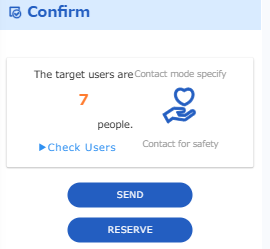 Confirm
The target users are
7
people.
▶Check Users
Contact mode specify
Contact for safety
SEND
RESERVE